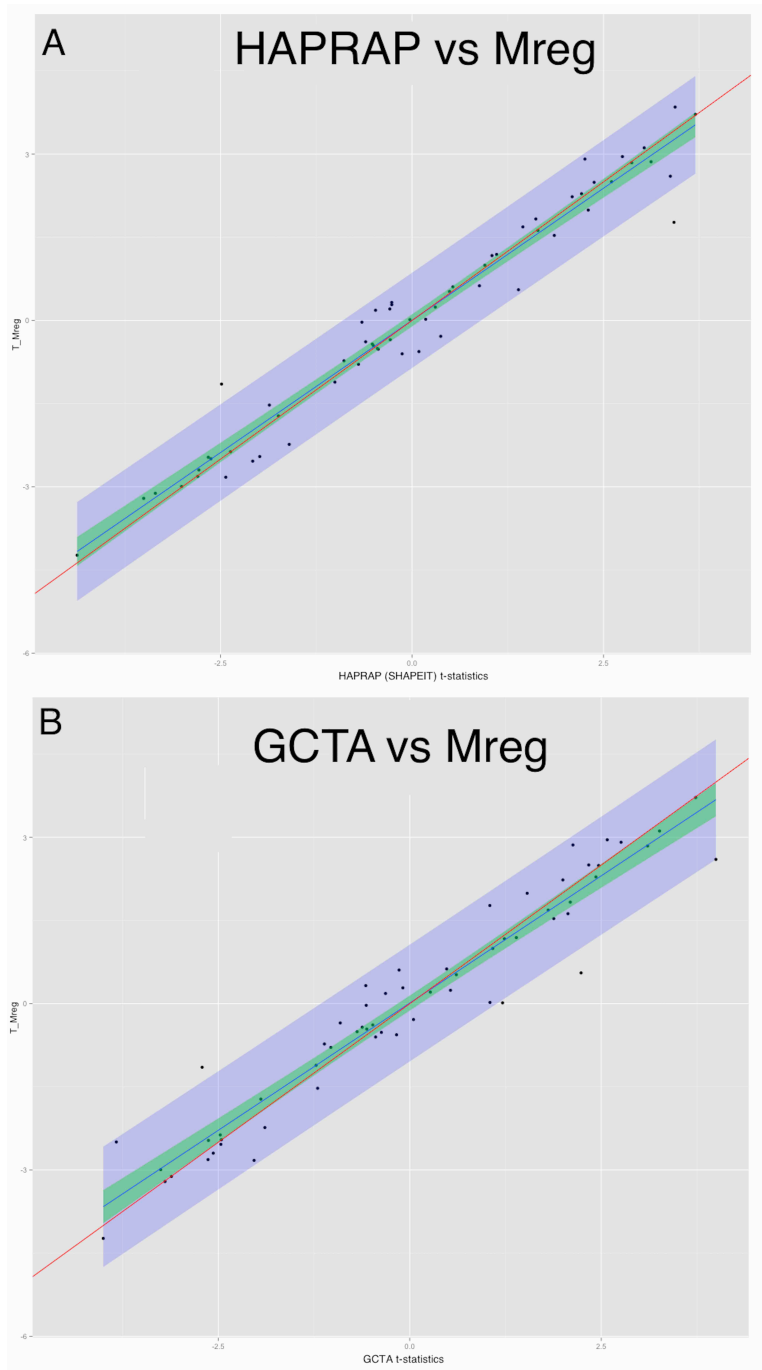 A
HAPRAP vs Mreg
3
0
-3
-6
T_Mreg
-2.5 0.0 2.5
HAPRAP (SHAPEIT) t-statistics
B
GCTA vs Mreg
3
0
-3
-6
T_Mreg
-2.5 0.0 2.5
GCTA t-statistics